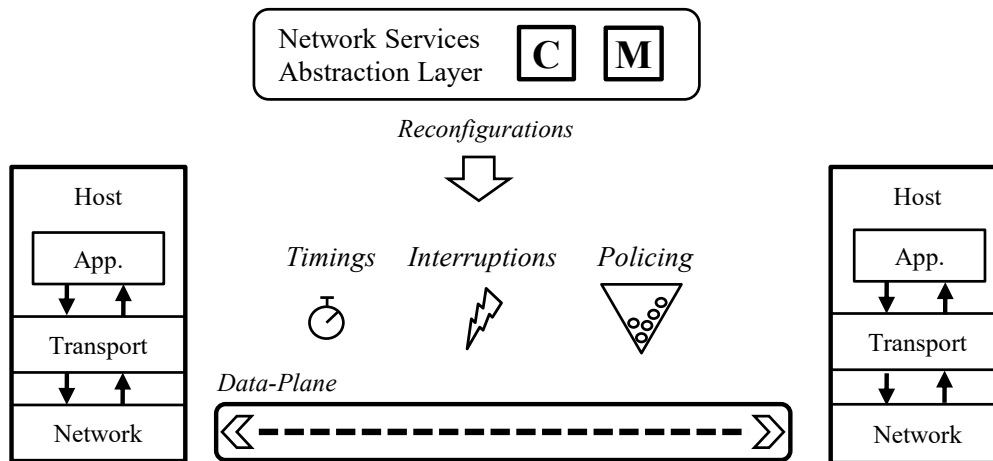 Network Services
Abstraction Layer
C
M
Reconfigurations
Host
App.
Transport
Network
Timings
Interruptions
Policing
Data-Plane
Host
App.
Transport
Network